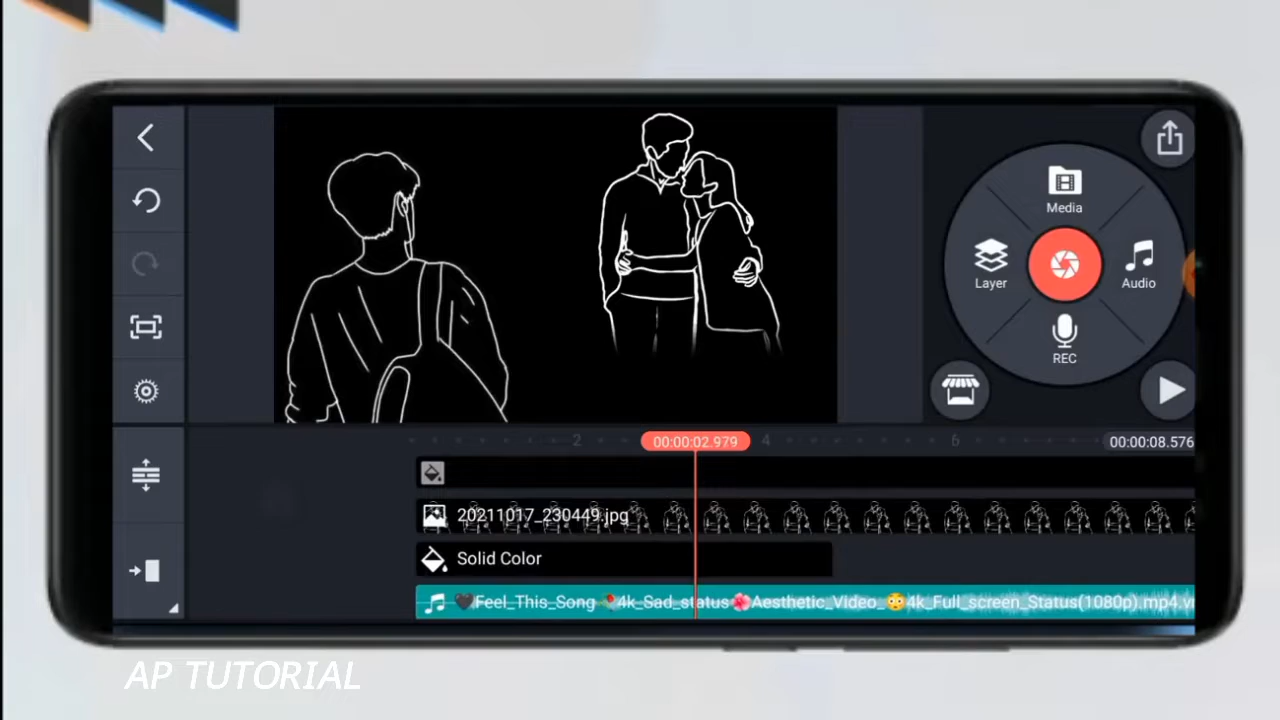 Media
Layer
Audio
REC
2
00:00:02.979
4
6
00:00:08.576
20211017_230449.jpg
Solid Color
🖤Feel_This_Song 🥀4k_Sad_status🌸Aesthetic_Video_😳4k_Full_screen_Status(1080p).mp4.w
AP TUTORIAL